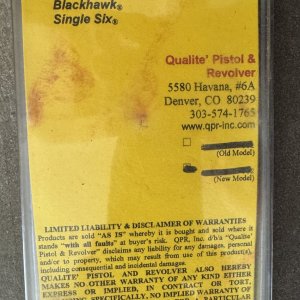 Blackhawk®
Single Six®
Qualite' Pistol &
Revolver
5580 Havana, #6A
Denver, CO 80239
303-574-1765
www.qpr-inc.com
(Old Model)
(New Model)
LIMITED LIABILITY & DISCLAIMER OF WARRANTIES
Products are sold "AS IS" whereby it is bought and sold where is
stands "with all faults" at buyer's risk. QPR, Inc. d/b/a "Qualite'
Pistol & Revolver" disclaims any liability for any damages, personal
and/or to property, which may result from use of this product(s),
including consequential and incidental damages.
QUALITE' PISTOL AND REVOLVER ALSO HEREBY
MAKES NO OTHER WARRANTY OF ANY KIND EITHER
EXPRESS OR IMPLIED, IN CONTRACT OR TORT,
SPECIFICALLY, NO IMPLIED WARRANTY OF
PARTICULAR